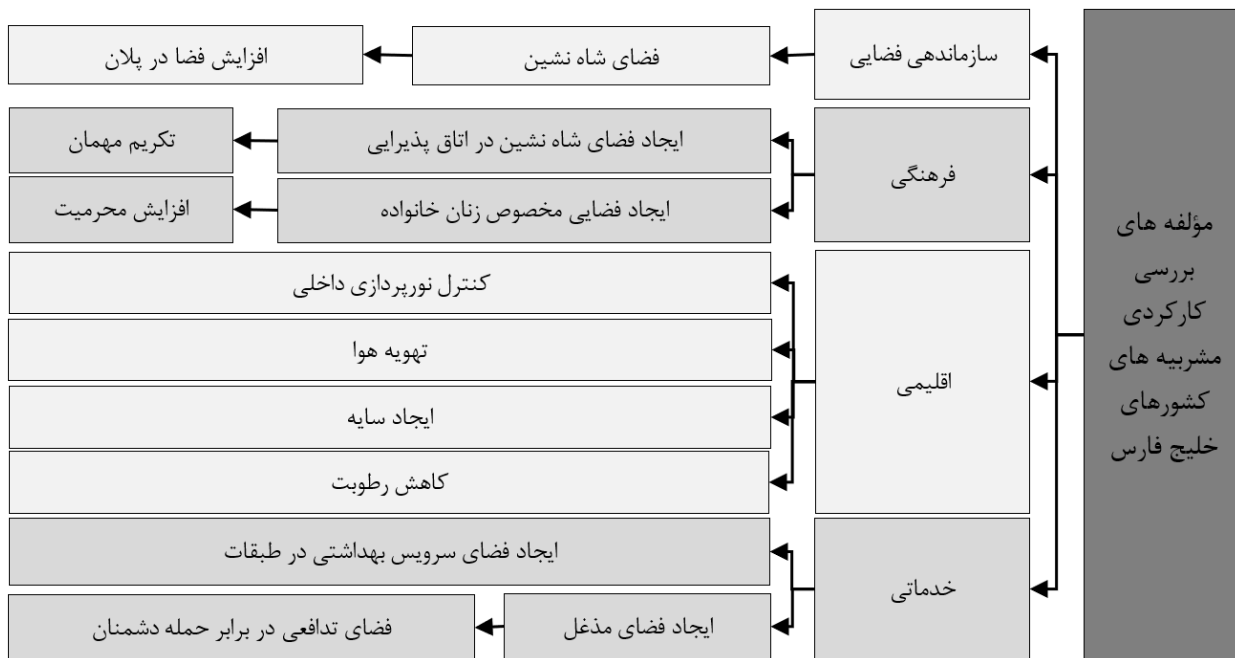 مؤلفه های
بررسی
کارکردی
مشربیه های
کشورهای
خلیج فارس
سازماندهی فضایی
فضای شاه نشین
افزایش فضا در پلان
فرهنگی
ایجاد فضای شاه نشین در اتاق پذیرایی
تکریم مهمان
ایجاد فضایی مخصوص زنان خانواده
افزایش محرمیت
اقلیمی
کنترل نورپردازی داخلی
تهویه هوا
ایجاد سایه
کاهش رطوبت
خدماتی
ایجاد فضای سرویس بهداشتی در طبقات
ایجاد فضای مذغل
فضای تدافعی در برابر حمله دشمنان